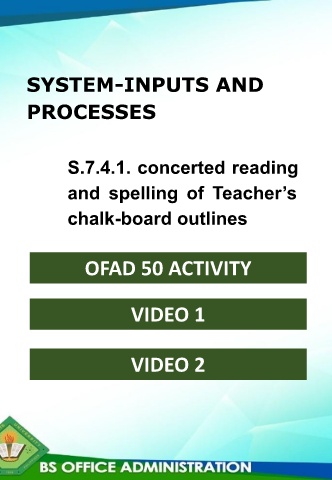 SYSTEM-INPUTS AND
PROCESSES
S.7.4.1. concerted reading
and spelling of Teacher's
chalk-board outlines
OFAD 50 ACTIVITY
VIDEO 1
VIDEO 2
BS OFFICE ADMINISTRATION